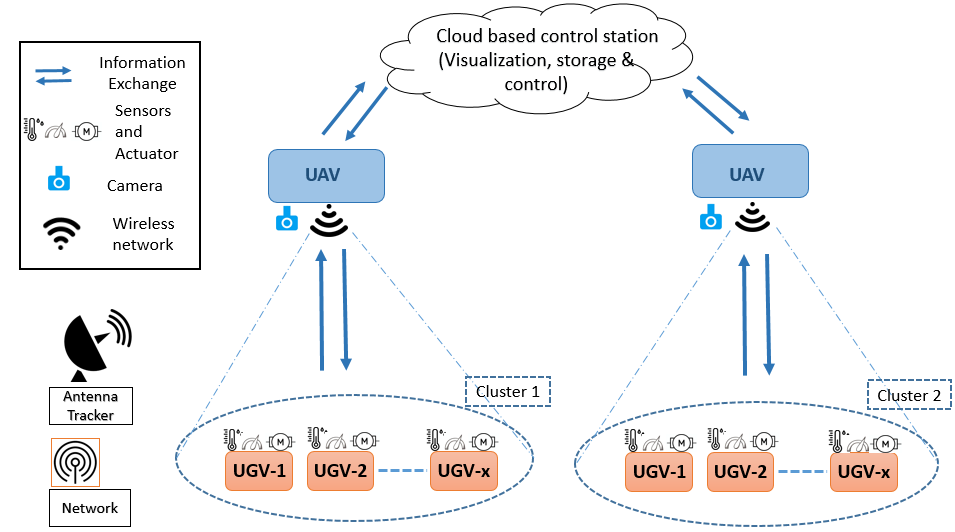 Cloud based control station
(Visualization, storage &
control)
Information
Exchange
Sensors
and
Actuator
M
Camera
Wireless
network
UAV
UAV
Antenna
Tracker
Network
Cluster 1
M
M
M
UGV-1
UGV-2
UGV-x
Cluster 2
M
M
M
UGV-1
UGV-2
UGV-x